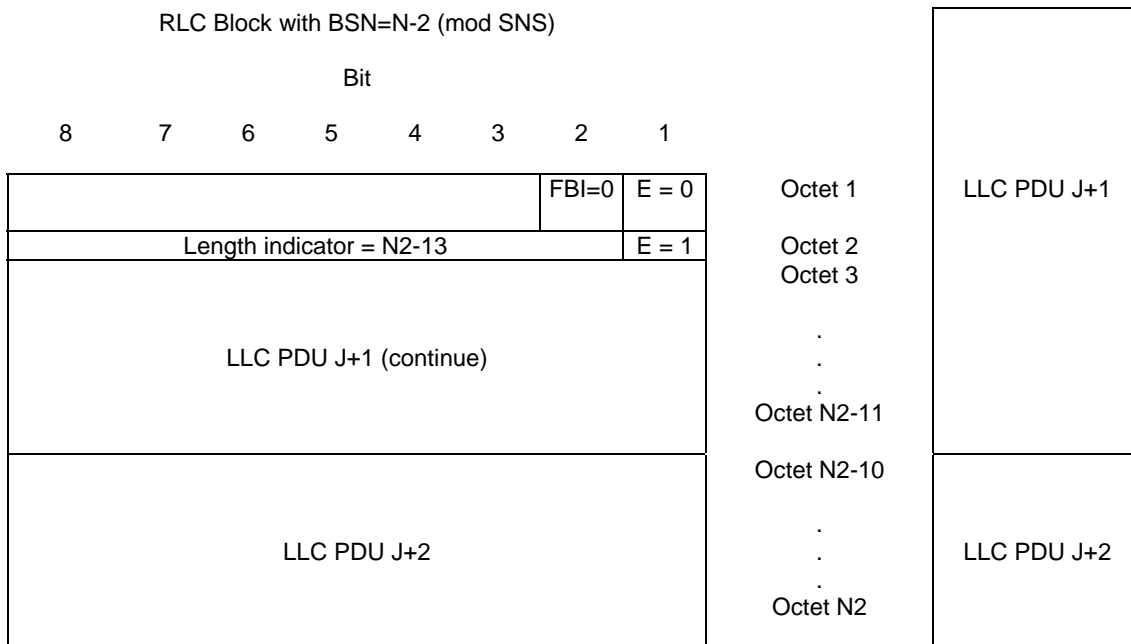 RLC Block with BSN=N-2 (mod SNS)
Bit
8 7 6 5 4 3 2 1
FBI=0 E = 0 Octet 1 LLC PDU J+1
Length indicator = N2-13 E = 1 Octet 2
Octet 3
.
LLC PDU J+1 (continue) .
.
Octet N2-11
Octet N2-10
.
LLC PDU J+2 . LLC PDU J+2
.
Octet N2